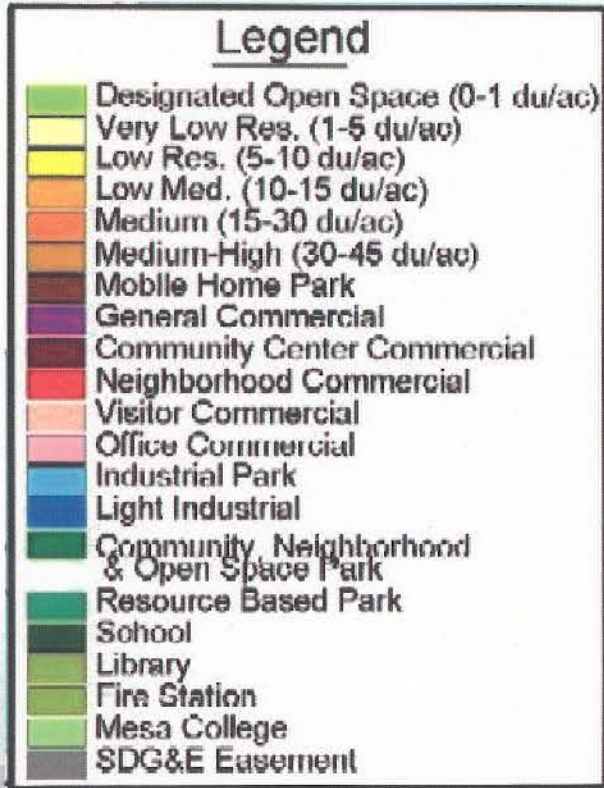 Legend
Designated Open Space (0-1 du/ac)
Very Low Res. (1-5 du/ac)
Low Res. (5-10 du/ac)
Low Med. (10-15 du/ac)
Medium (15-30 du/ac)
Medium-High (30-45 du/ac)
Mobile Home Park
General Commercial
Community Center Commercial
Neighborhood Commercial
Visitor Commercial
Office Commercial
Industrial Park
Light Industrial
Community, Neighborhood
& Open Space Park
Resource Based Park
School
Library
Fire Station
Mesa College
SDG&E Easement